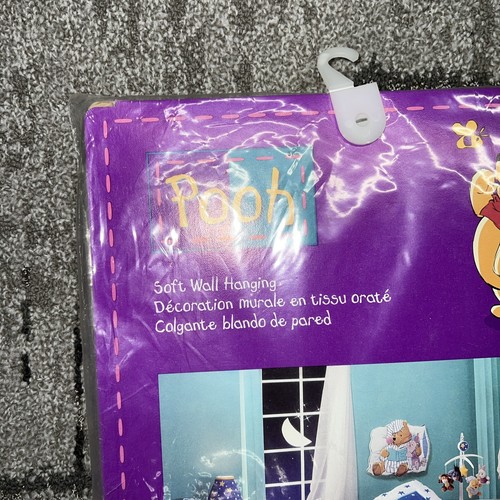 Pooh
Soft Wall Hanging
Décoration murale en tissu oraté
Colgante blando de pared